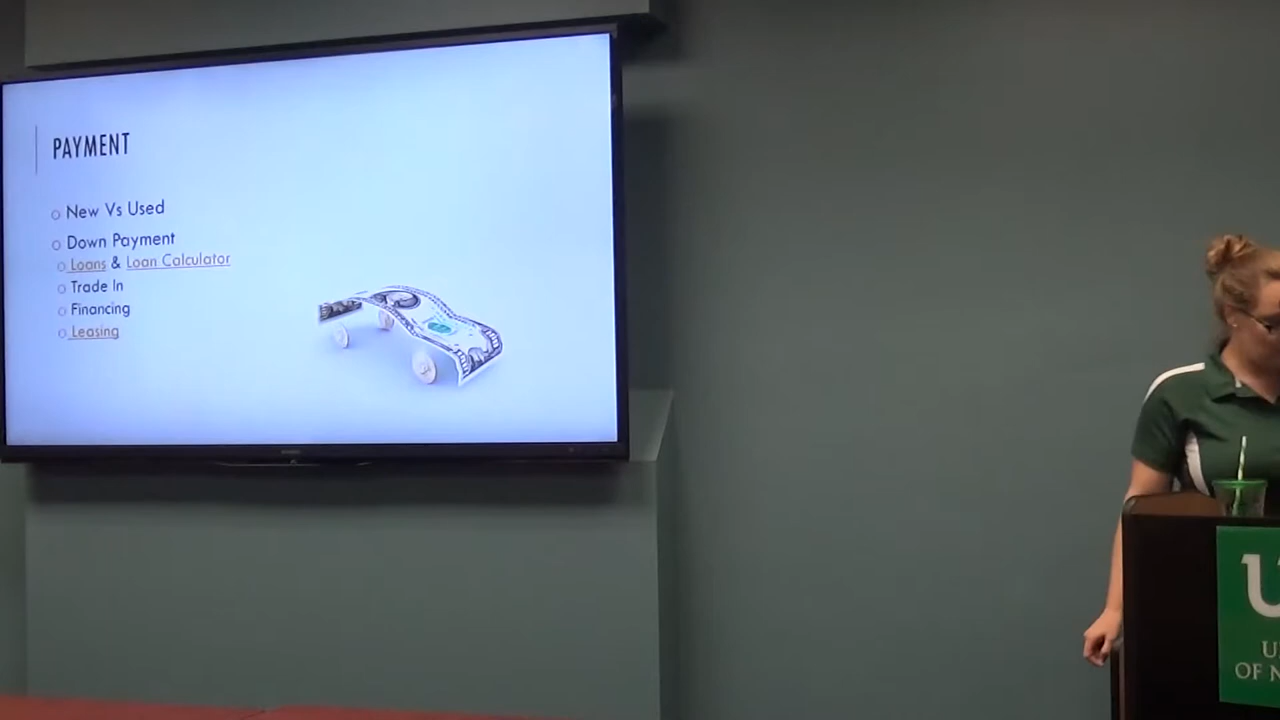 PAYMENT
New Vs Used
Down Payment
Loans & Loan Calculator
Trade In
Financing
Leasing
OF